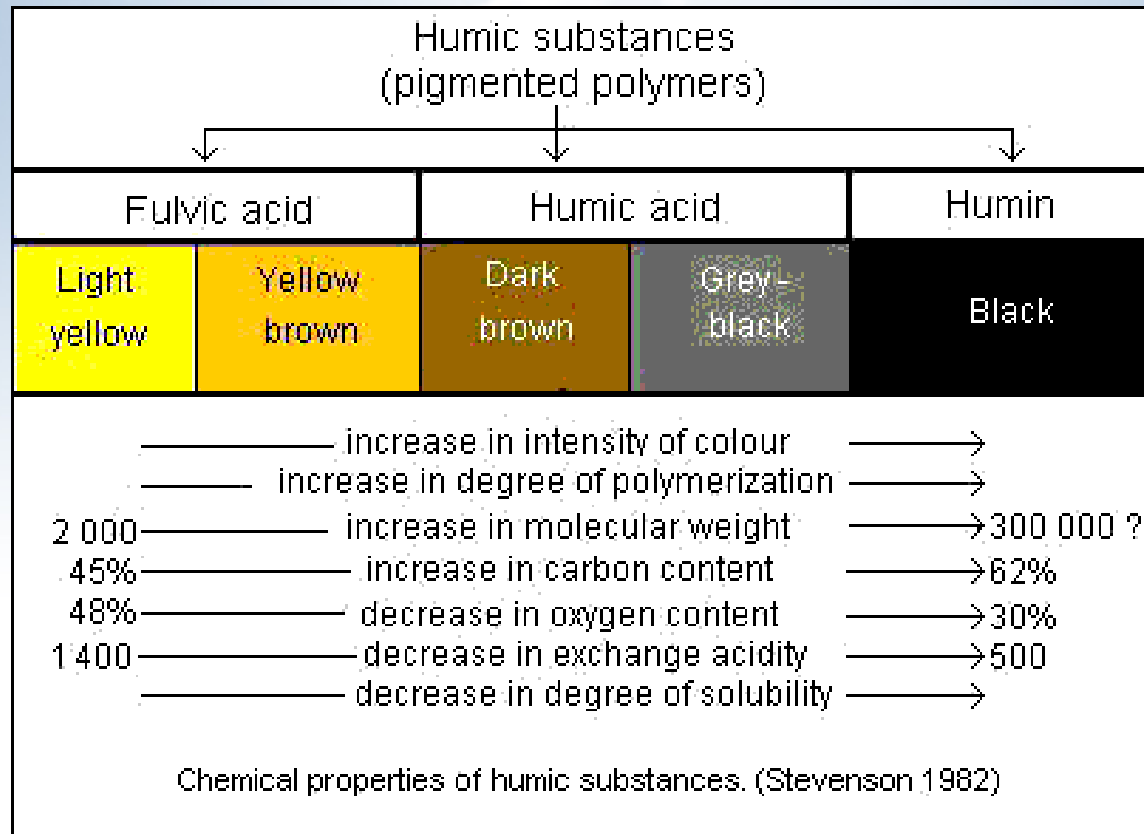 Humic substances
(pigmented polymers)
Fulvic acid Humic acid Humin
Light yellow Yellow brown Dark brown Grey-black Black
increase in intensity of colour
increase in degree of polymerization
2 000 increase in molecular weight 300 000 ?
45% increase in carbon content 62%
48% decrease in oxygen content 30%
1 400 decrease in exchange acidity 500
decrease in degree of solubility
Chemical properties of humic substances. (Stevenson 1982)